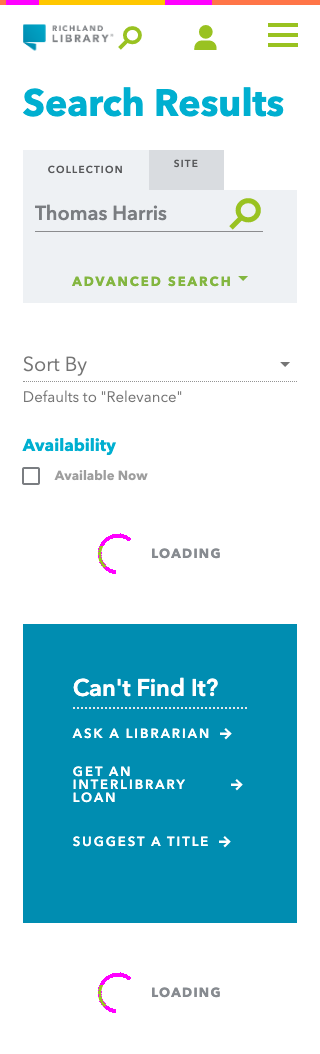 RICHLAND
LIBRARY
Search Results
COLLECTION
SITE
Thomas Harris
ADVANCED SEARCH
Sort By
Defaults to "Relevance"
Availability
Available Now
LOADING
Can't Find It?
ASK A LIBRARIAN →
GET AN
INTERLIBRARY →
LOAN
SUGGEST A TITLE →
LOADING